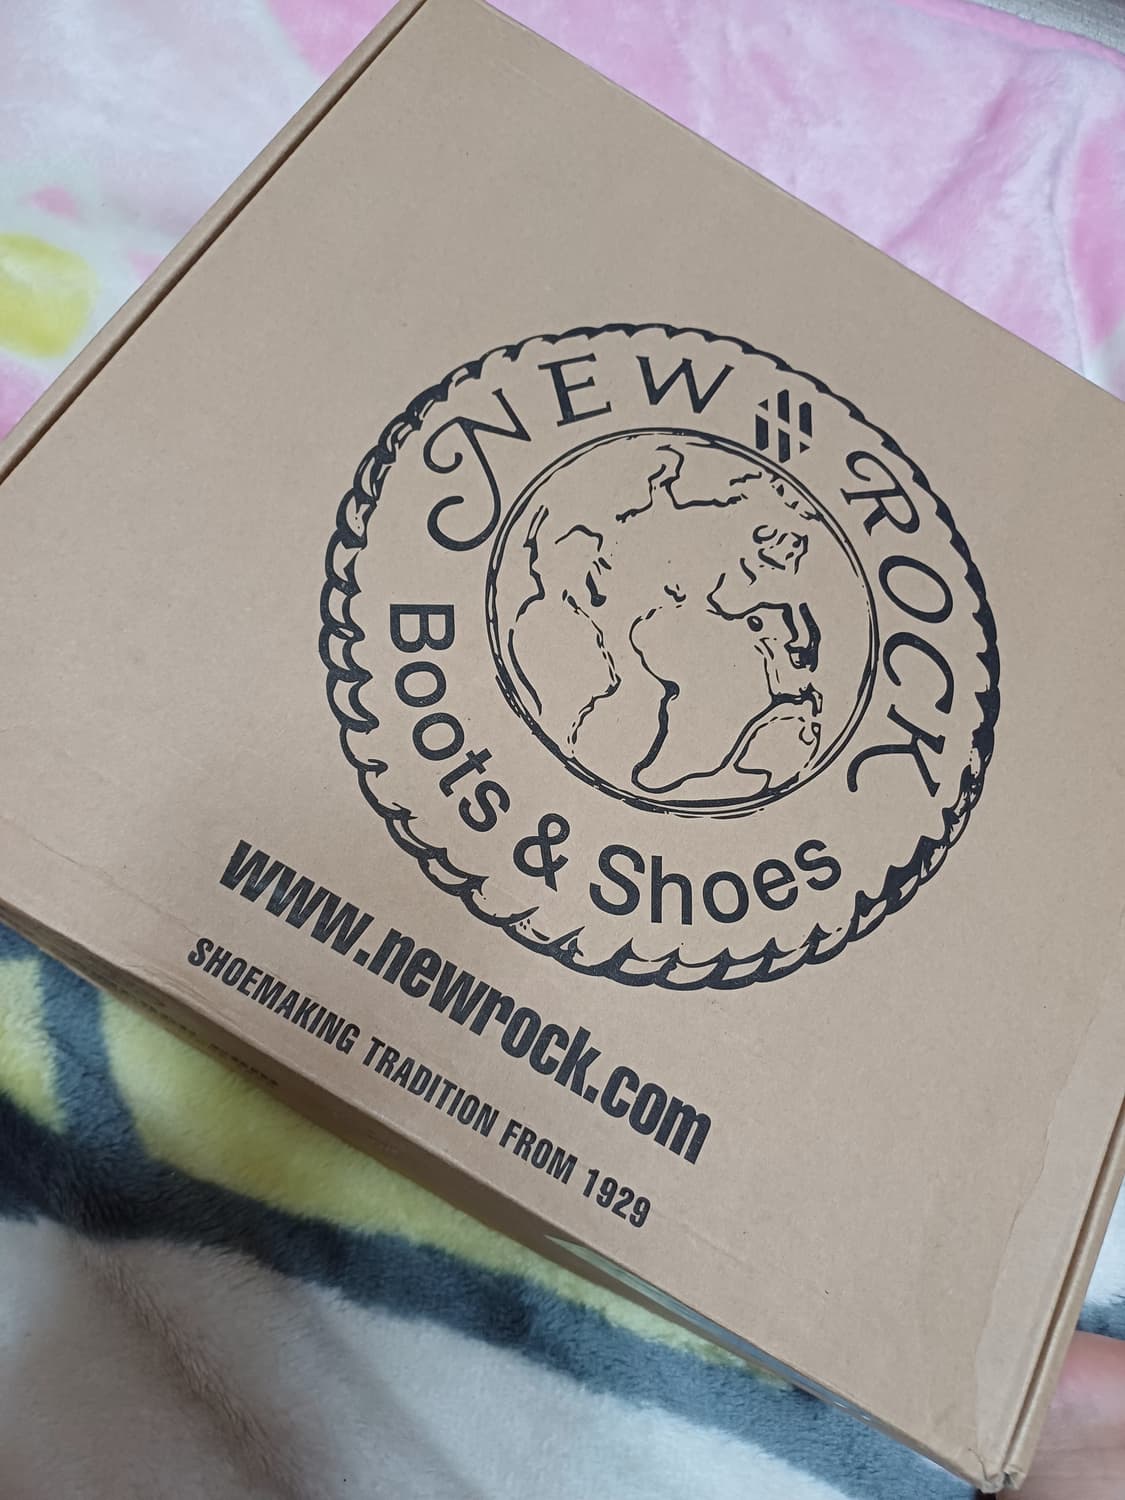 NEW ROCK
Boots & Shoes
www.newrock.com
SHOEMAKING TRADITION FROM 1929